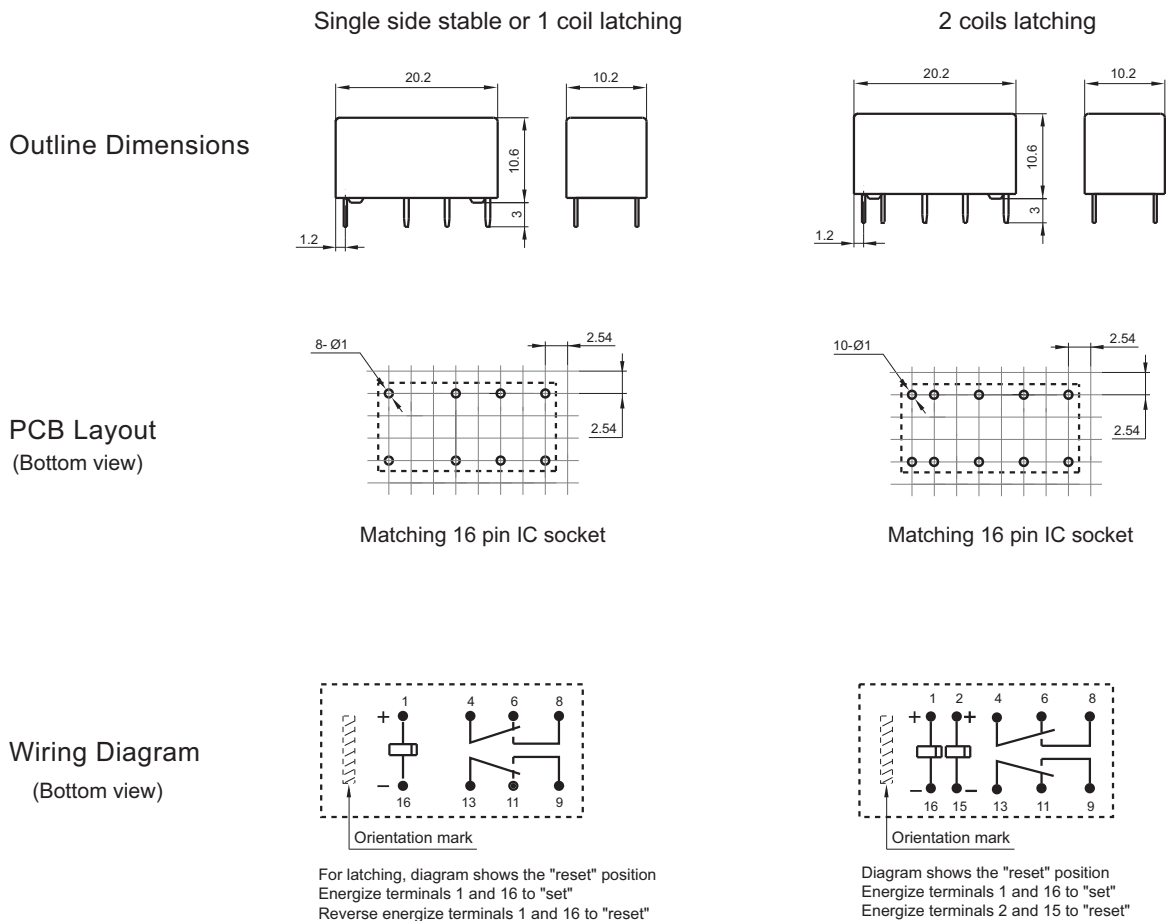 Single side stable or 1 coil latching
2 coils latching
Outline Dimensions
20.2
10.2
10.6
3
1.2
20.2
10.2
10.6
3
1.2
PCB Layout
(Bottom view)
8- Ø1
2.54
2.54
Matching 16 pin IC socket
10-Ø1
2.54
2.54
Matching 16 pin IC socket
Wiring Diagram
(Bottom view)
1 4 6 8
+
−
16 13 11 9
Orientation mark
For latching, diagram shows the "reset" position
Energize terminals 1 and 16 to "set"
Reverse energize terminals 1 and 16 to "reset"
1 2 4 6 8
+ +
− −
16 15 13 11 9
Orientation mark
Diagram shows the "reset" position
Energize terminals 1 and 16 to "set"
Energize terminals 2 and 15 to "reset"